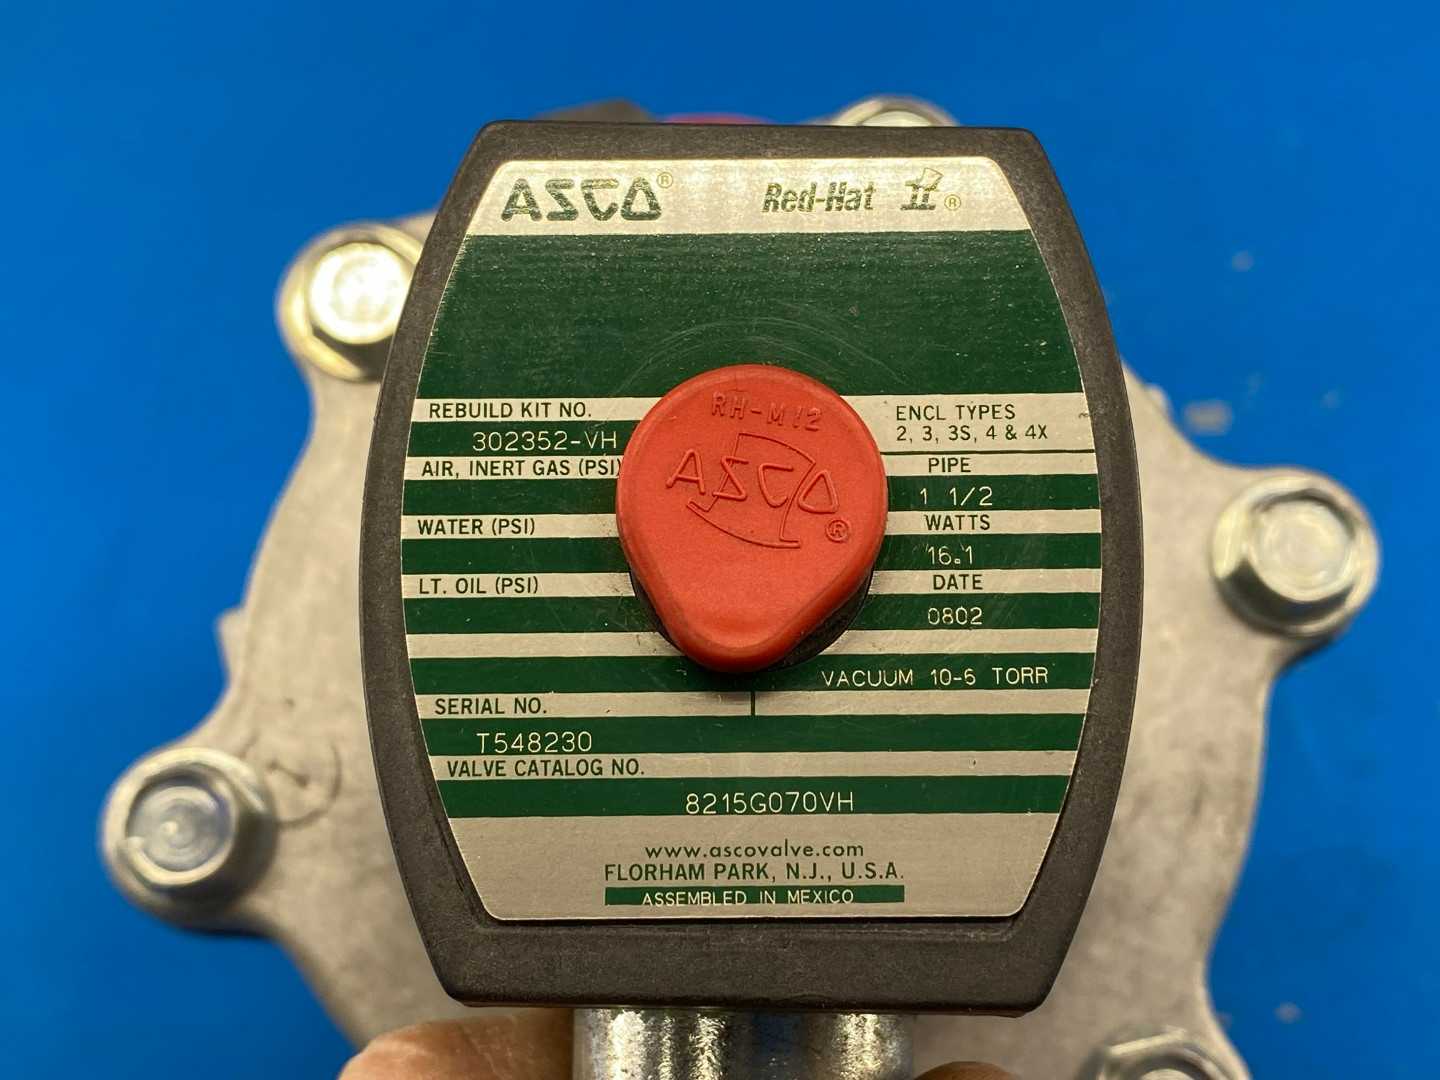 ASCO® Red-Hat II®
REBUILD KIT NO.
302352-VH
AIR, INERT GAS (PSI)
WATER (PSI)
LT. OIL (PSI)
RH-M12
ASCO®
ENCL TYPES
2, 3, 3S, 4 & 4X
PIPE
1 1/2
WATTS
16.1
DATE
0802
VACUUM 10-6 TORR
SERIAL NO.
T548230
VALVE CATALOG NO.
8215G070VH
www.ascovalve.com
FLORHAM PARK, N.J., U.S.A.
ASSEMBLED IN MEXICO